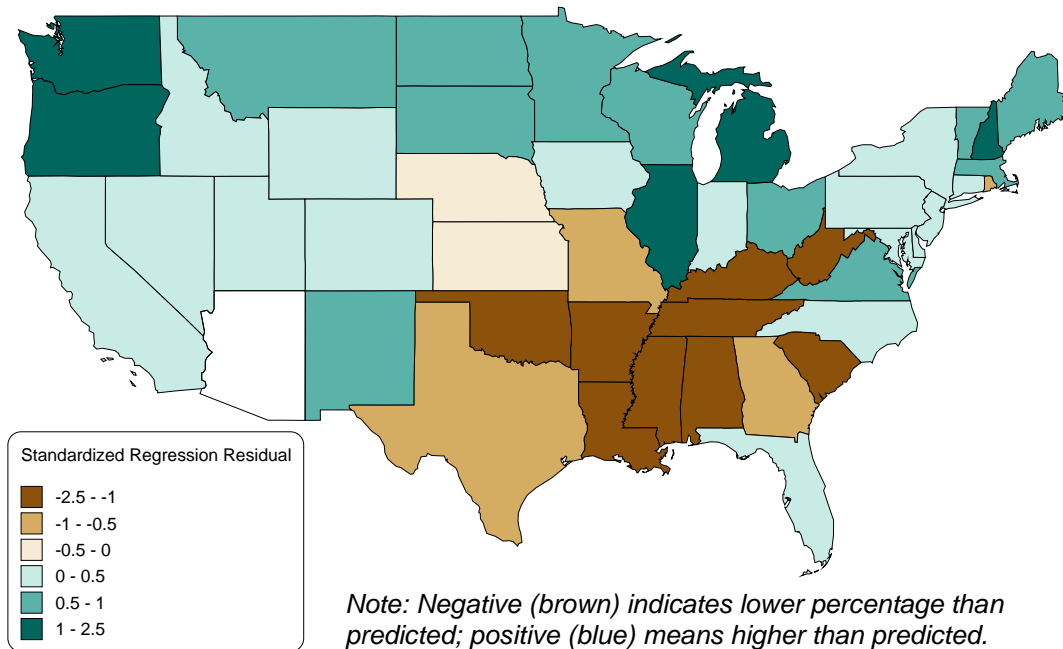 Standardized Regression Residual
-2.5 - -1
-1 - -0.5
-0.5 - 0
0 - 0.5
0.5 - 1
1 - 2.5
Note: Negative (brown) indicates lower percentage than
predicted; positive (blue) means higher than predicted.